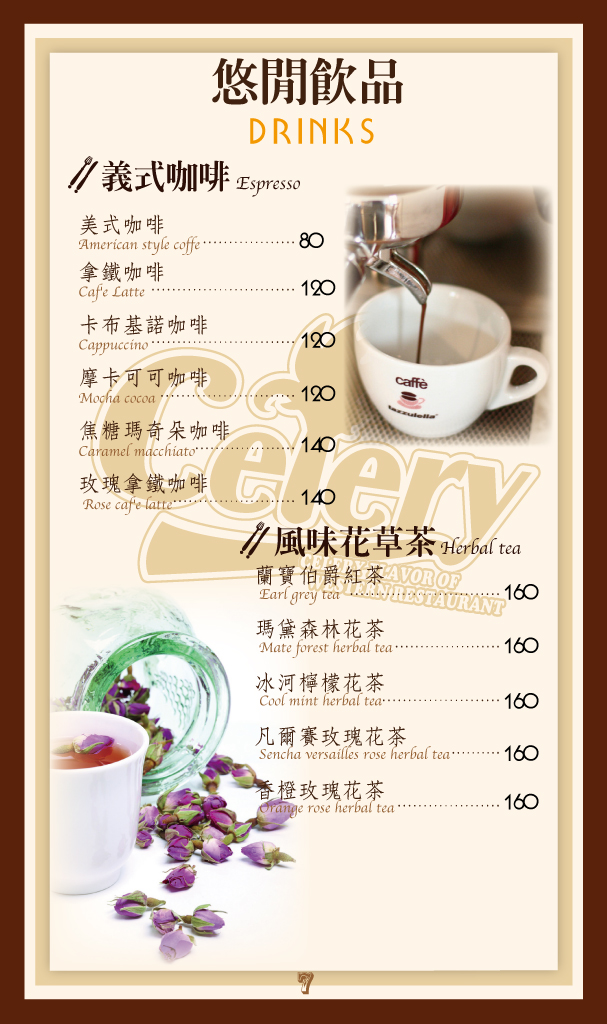 悠閒飲品
DRINKS
義式咖啡 Espresso
美式咖啡
American style coffe 80
拿鐵咖啡
Caf'e Latte 120
卡布基諾咖啡
Cappuccino 120
摩卡可可咖啡
Mocha cocoa 120
焦糖瑪奇朵咖啡
Caramel macchiato 140
玫瑰拿鐵咖啡
Rose caf'e latte 140
caffè
lazzulella
Celery
CELERY FLAVOR OF
RESTAURANT
風味花草茶 Herbal tea
蘭寶伯爵紅茶
Earl grey tea 160
瑪黛森林花茶
Mate forest herbal tea 160
冰河檸檬花茶
Cool mint herbal tea 160
凡爾賽玫瑰花茶
Sencha versailles rose herbal tea 160
香橙玫瑰花茶
Orange rose herbal tea 160
7